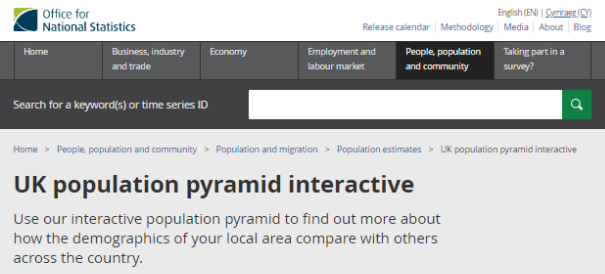 Office for
National Statistics
English (EN) | Cymraeg (CY)
Release calendar | Methodology | Media | About | Blog
Home
Business, industry
and trade
Economy
Employment and
labour market
People, population
and community
Taking part in a
survey?
Search for a keyword(s) or time series ID
Home > People, population and community > Population and migration > Population estimates > UK population pyramid interactive
UK population pyramid interactive
Use our interactive population pyramid to find out more about
how the demographics of your local area compare with others
across the country.